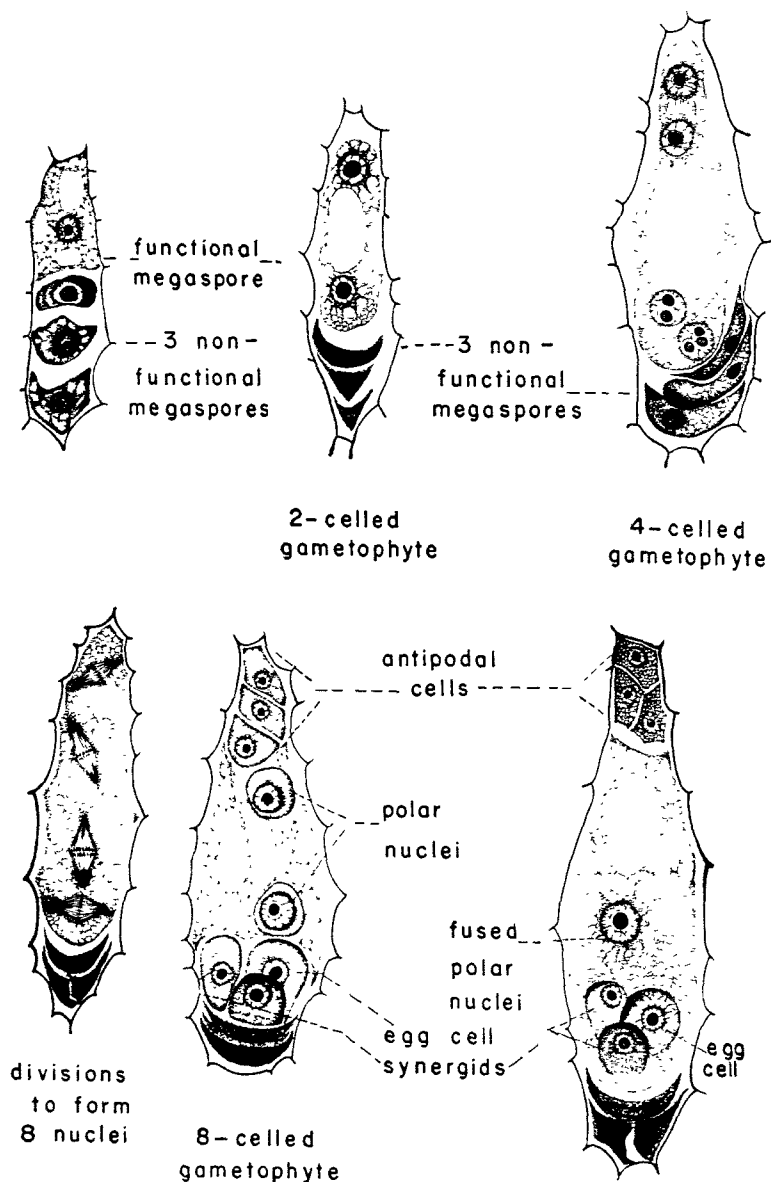 functional
megaspore
3 non-
functional
megaspores
3 non-
functional
megaspores
2-celled
gametophyte
4-celled
gametophyte
antipodal
cells
polar
nuclei
fused
polar
nuclei
egg cell
synergids
egg
cell
divisions
to form
8 nuclei
8-celled
gametophyte